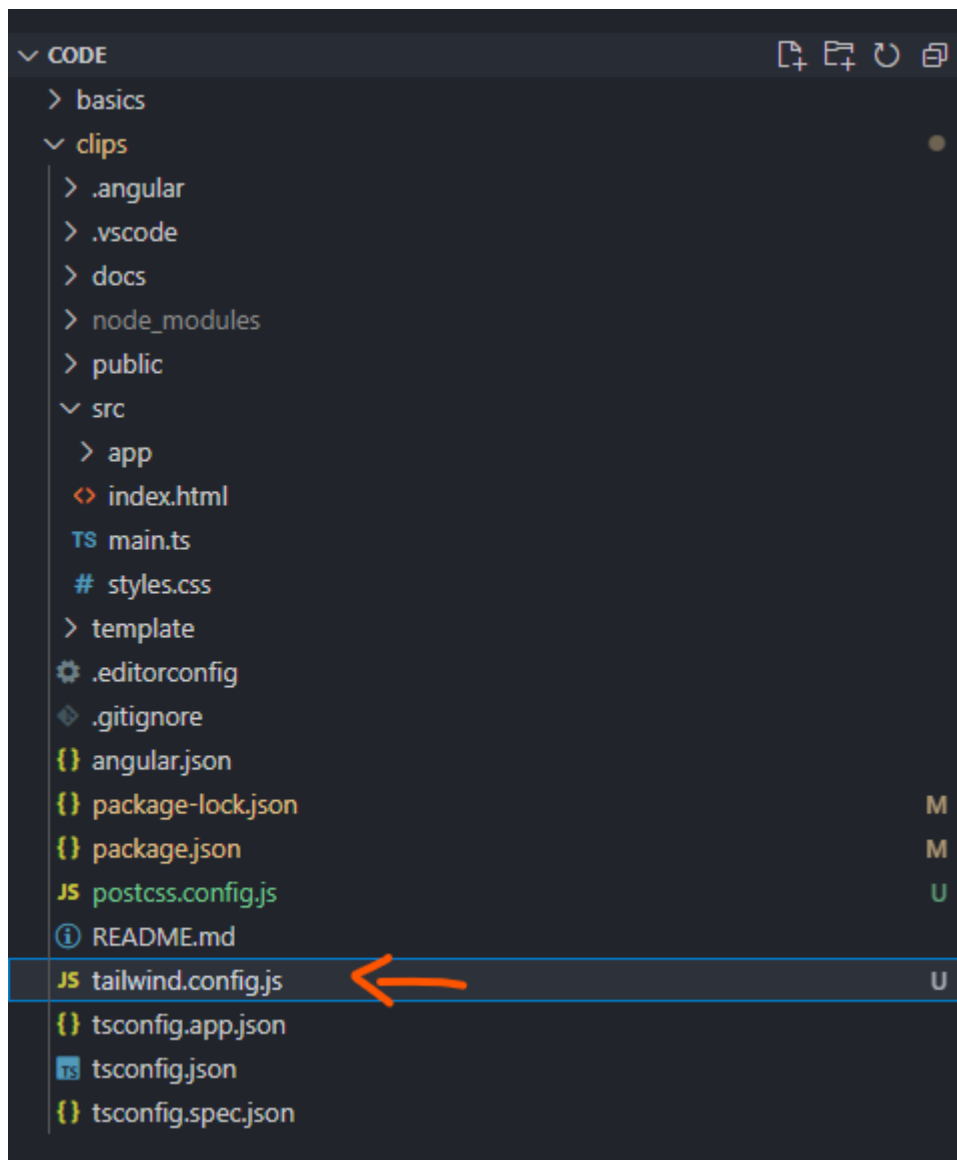 CODE
basics
clips
.angular
.vscode
docs
node_modules
public
src
app
index.html
TS main.ts
# styles.css
template
.editorconfig
.gitignore
{} angular.json
{} package-lock.json M
{} package.json M
JS postcss.config.js U
README.md
JS tailwind.config.js U
{} tsconfig.app.json
TS tsconfig.json
{} tsconfig.spec.json